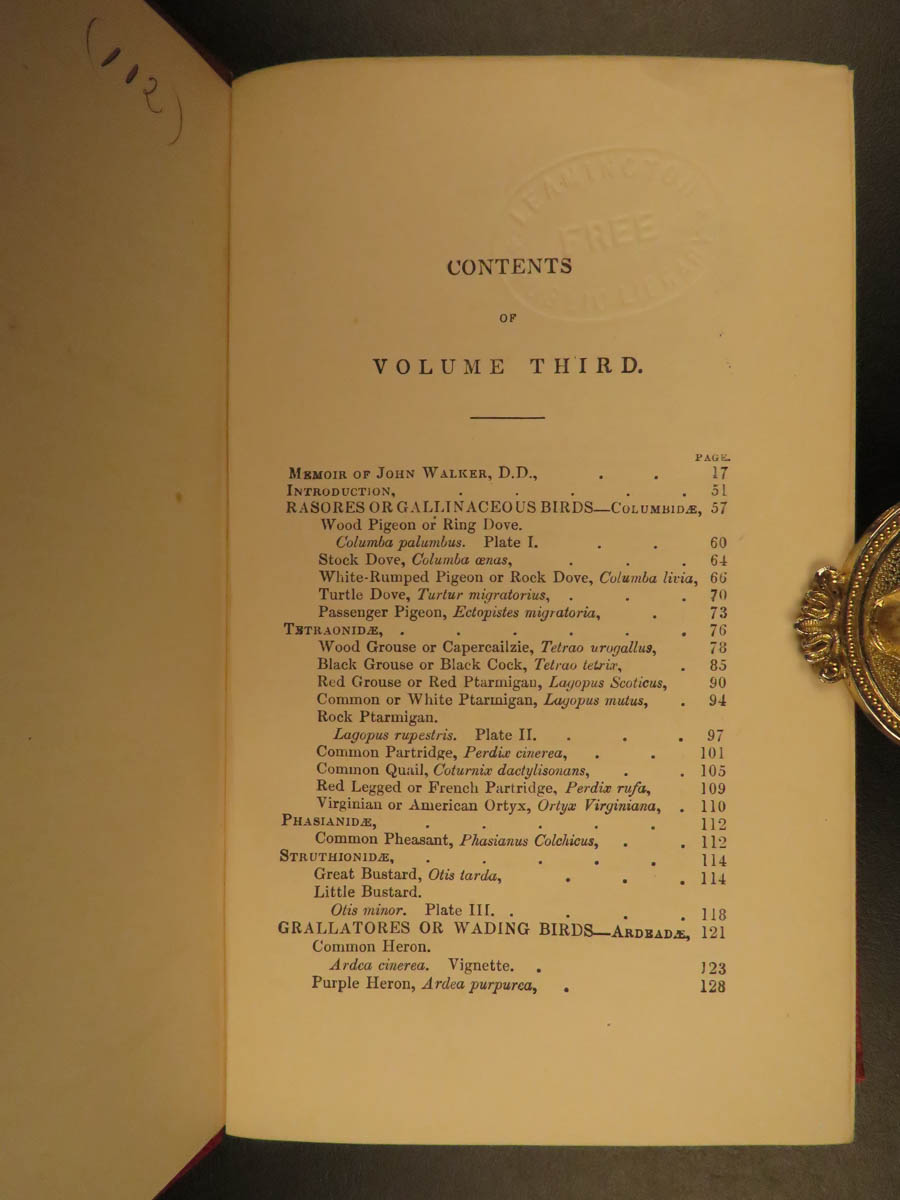 (112)
LEAMINGTON
FREE
PUBLIC LIBRARY
CONTENTS
OF
VOLUME THIRD.
PAGE.
MEMOIR OF JOHN WALKER, D.D., . . 17
INTRODUCTION, . . . . . 51
RASORES OR GALLINACEOUS BIRDS—COLUMBIDÆ, 57
Wood Pigeon or Ring Dove.
Columba palumbus. Plate I. . . 60
Stock Dove, Columba œnas, . . . 64
White-Rumped Pigeon or Rock Dove, Columba livia, 66
Turtle Dove, Turtur migratorius, . . . 70
Passenger Pigeon, Ectopistes migratoria, . 73
TETRAONIDÆ, . . . . . . 76
Wood Grouse or Capercailzie, Tetrao urogallus, 78
Black Grouse or Black Cock, Tetrao tetrix, . 85
Red Grouse or Red Ptarmigan, Lagopus Scoticus, 90
Common or White Ptarmigan, Lagopus mutus, . 94
Rock Ptarmigan.
Lagopus rupestris. Plate II. . . . 97
Common Partridge, Perdix cinerea, . . 101
Common Quail, Coturnix dactylisonans, . . 105
Red Legged or French Partridge, Perdix rufa, 109
Virginian or American Ortyx, Ortyx Virginiana, . 110
PHASIANIDÆ, . . . . . 112
Common Pheasant, Phasianus Colchicus, . . 112
STRUTHIONIDÆ, . . . . . 114
Great Bustard, Otis tarda, . . . 114
Little Bustard.
Otis minor. Plate III. . . . . 118
GRALLATORES OR WADING BIRDS—ARDEADÆ, 121
Common Heron.
Ardea cinerea. Vignette. . 123
Purple Heron, Ardea purpurea, . 128